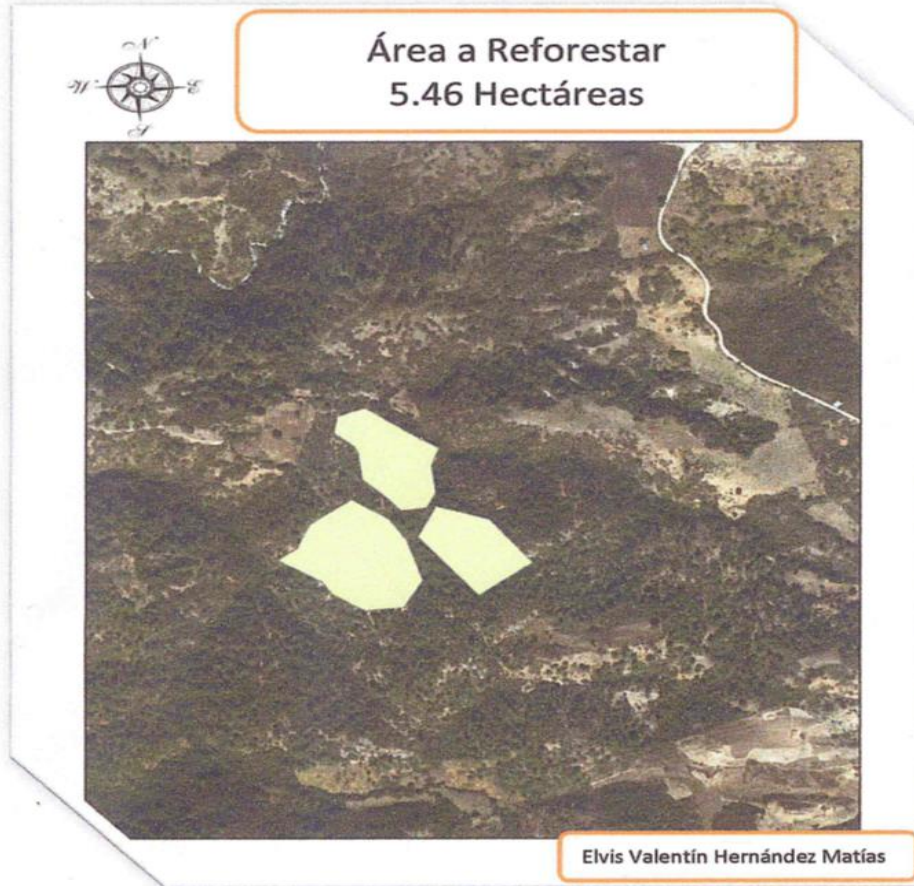 N
W E
S
Área a Reforestar
5.46 Hectáreas
Elvis Valentín Hernández Matías